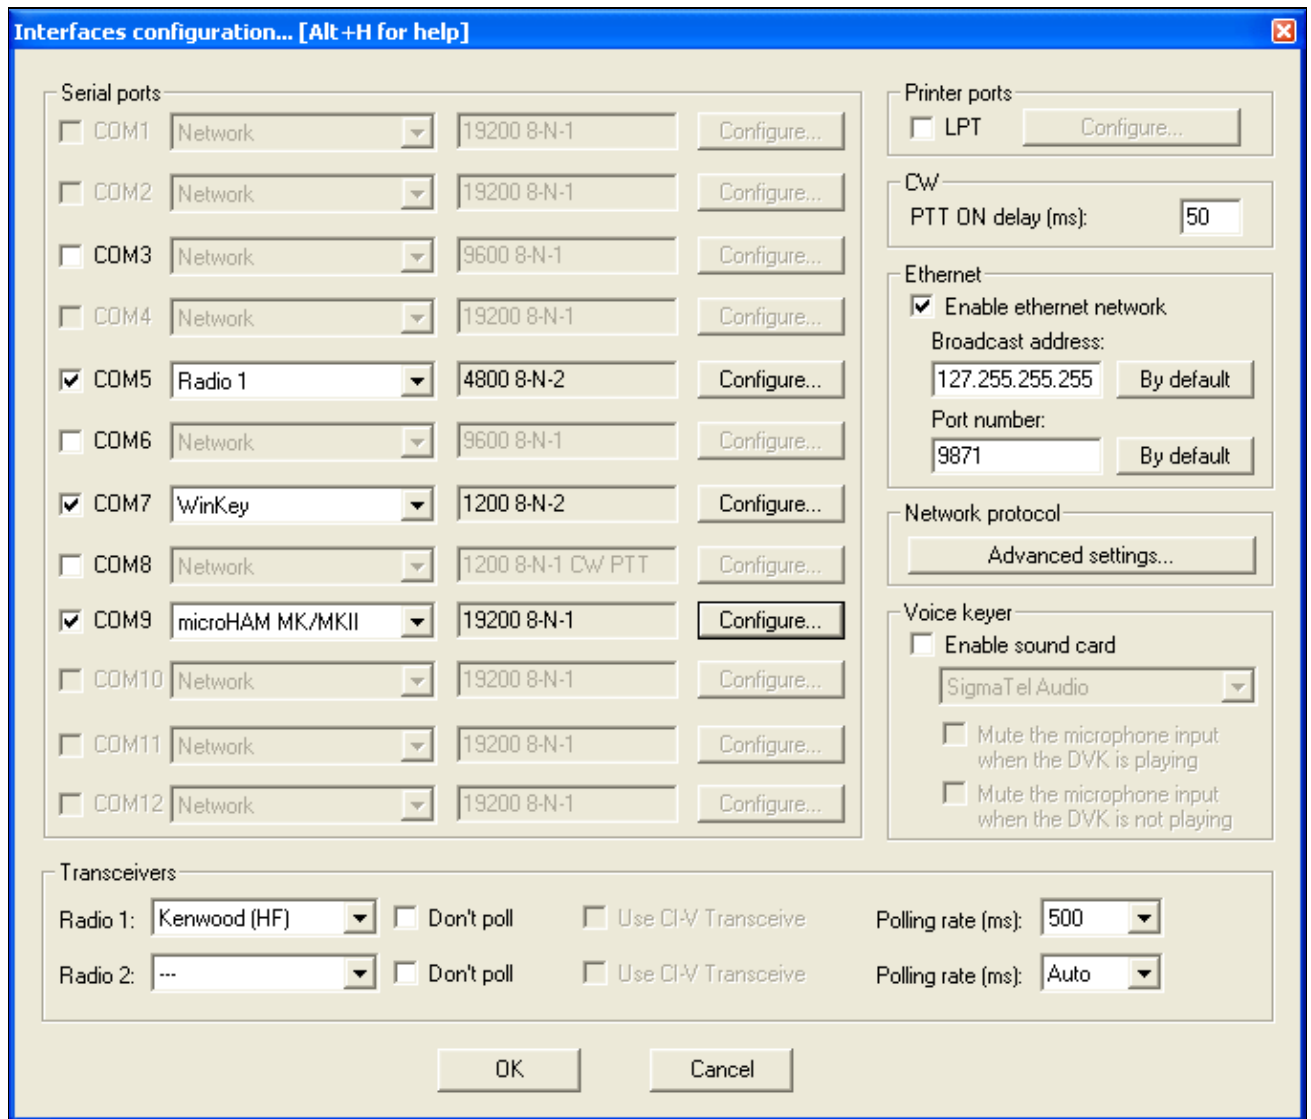 Interfaces configuration... [Alt+H for help]
Serial ports
COM1 Network 19200 8-N-1 Configure...
COM2 Network 19200 8-N-1 Configure...
COM3 Network 9600 8-N-1 Configure...
COM4 Network 19200 8-N-1 Configure...
COM5 Radio 1 4800 8-N-2 Configure...
COM6 Network 9600 8-N-1 Configure...
COM7 WinKey 1200 8-N-2 Configure...
COM8 Network 1200 8-N-1 CW PTT Configure...
COM9 microHAM MK/MKII 19200 8-N-1 Configure...
COM10 Network 19200 8-N-1 Configure...
COM11 Network 19200 8-N-1 Configure...
COM12 Network 19200 8-N-1 Configure...
Printer ports
LPT Configure...
CW
PTT ON delay (ms): 50
Ethernet
Enable ethernet network
Broadcast address:
127.255.255.255 By default
Port number:
9871 By default
Network protocol
Advanced settings...
Voice keyer
Enable sound card
SigmaTel Audio
Mute the microphone input
when the DVK is playing
Mute the microphone input
when the DVK is not playing
Transceivers
Radio 1: Kenwood (HF) Don't poll Use CI-V Transceive Polling rate (ms): 500
Radio 2: --- Don't poll Use CI-V Transceive Polling rate (ms): Auto
OK Cancel